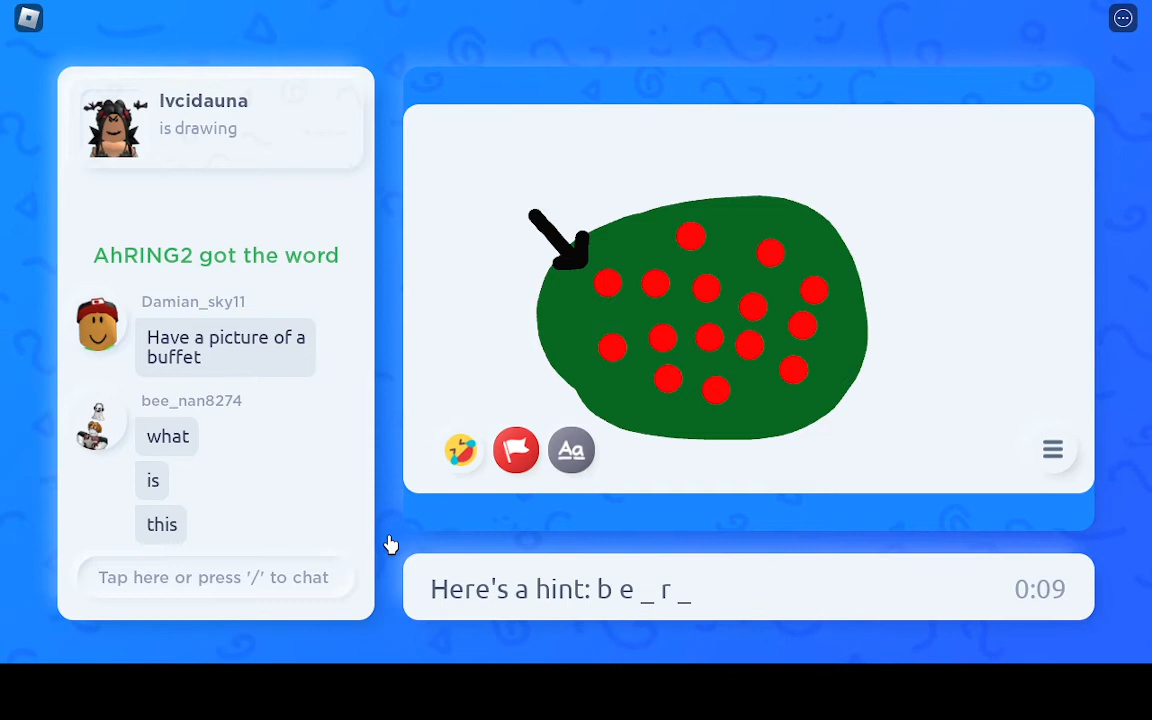 lvcidauna
is drawing
AhRING2 got the word
Damian_sky11
Have a picture of a
buffet
bee_nan8274
what
is
this
Tap here or press '/' to chat
Aa
Here's a hint: b e _ r _
0:09